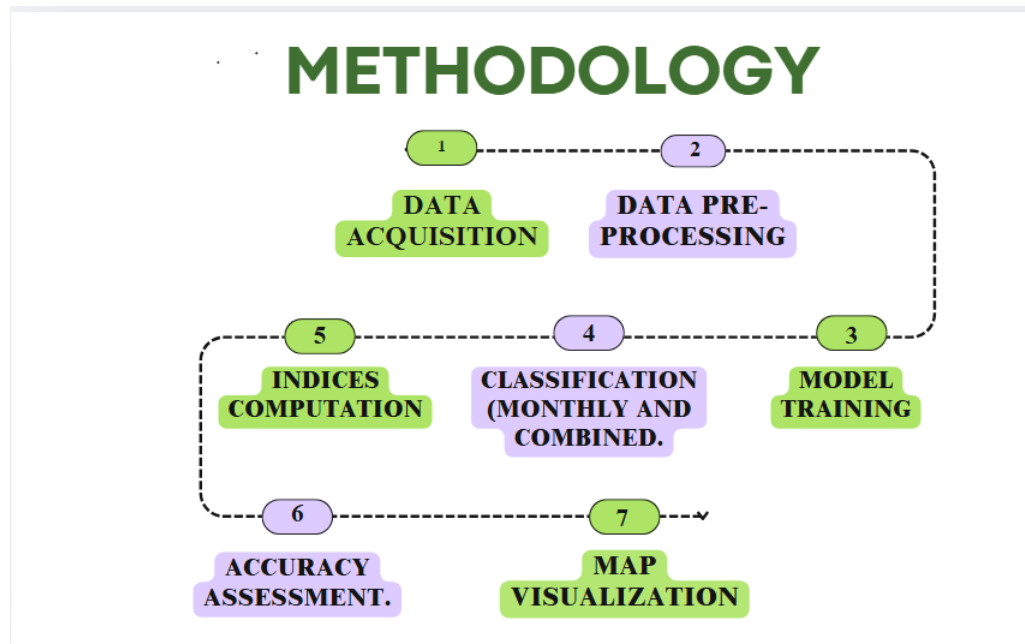 METHODOLOGY
1
2
DATA
ACQUISITION
DATA PRE-
PROCESSING
3
MODEL
TRAINING
4
CLASSIFICATION
(MONTHLY AND
COMBINED.
5
INDICES
COMPUTATION
6
ACCURACY
ASSESSMENT.
7
MAP
VISUALIZATION